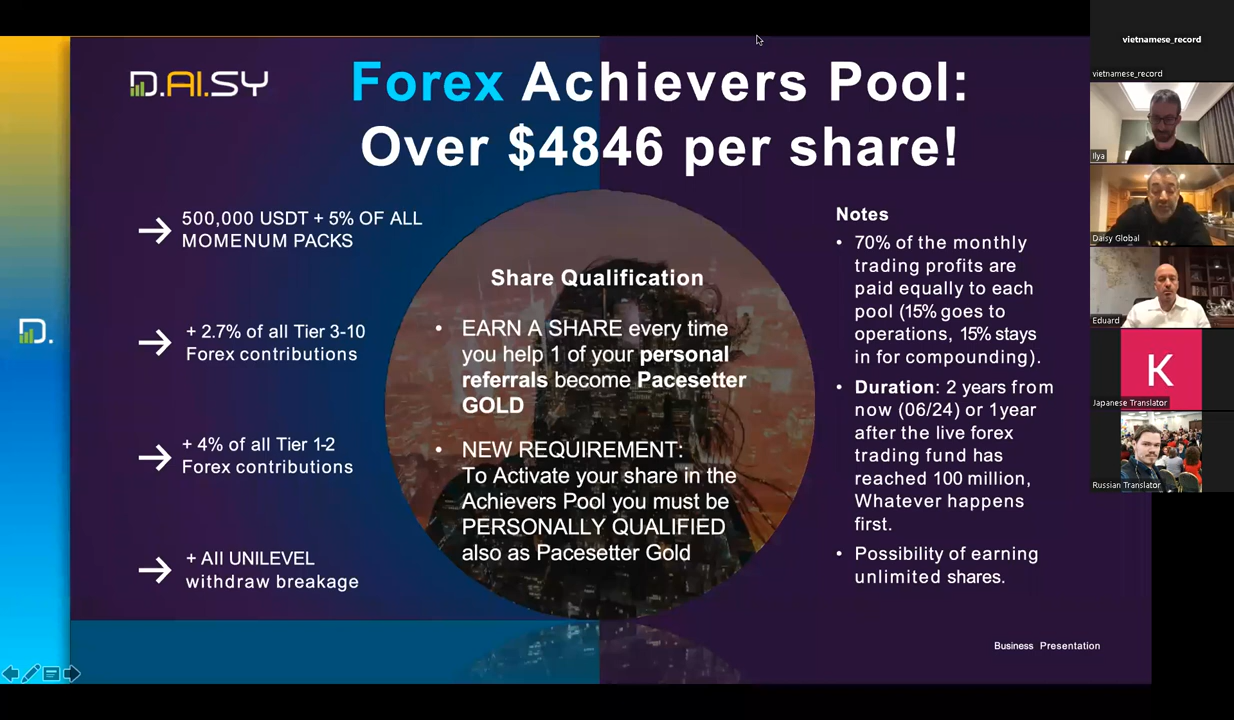 D.AI.SY
Forex Achievers Pool:
Over $4846 per share!
500,000 USDT + 5% OF ALL
MOMENUM PACKS
+ 2.7% of all Tier 3-10
Forex contributions
+ 4% of all Tier 1-2
Forex contributions
+ All UNILEVEL
withdraw breakage
D.
Share Qualification
• EARN A SHARE every time
you help 1 of your personal
referrals become Pacesetter
GOLD
• NEW REQUIREMENT:
To Activate your share in the
Achievers Pool you must be
PERSONALLY QUALIFIED
also as Pacesetter Gold
Notes
• 70% of the monthly
trading profits are
paid equally to each
pool (15% goes to
operations, 15% stays
in for compounding).
• Duration: 2 years from
now (06/24) or 1year
after the live forex
trading fund has
reached 100 million,
Whatever happens
first.
• Possibility of earning
unlimited shares.
Business Presentation
vietnamese_record
vietnamese_record
Ilya
Daisy Global
Eduard
K
Japanese Translator
Russian Translator